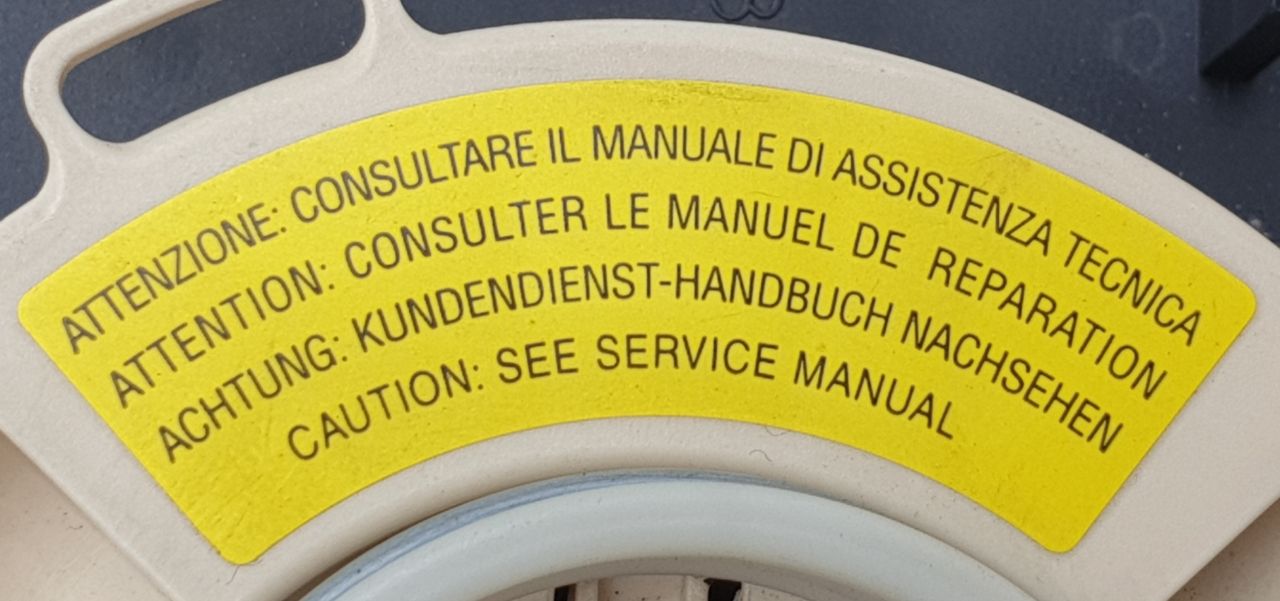 ATTENZIONE: CONSULTARE IL MANUALE DI ASSISTENZA TECNICA
ATTENTION: CONSULTER LE MANUEL DE REPARATION
ACHTUNG: KUNDENDIENST-HANDBUCH NACHSEHEN
CAUTION: SEE SERVICE MANUAL